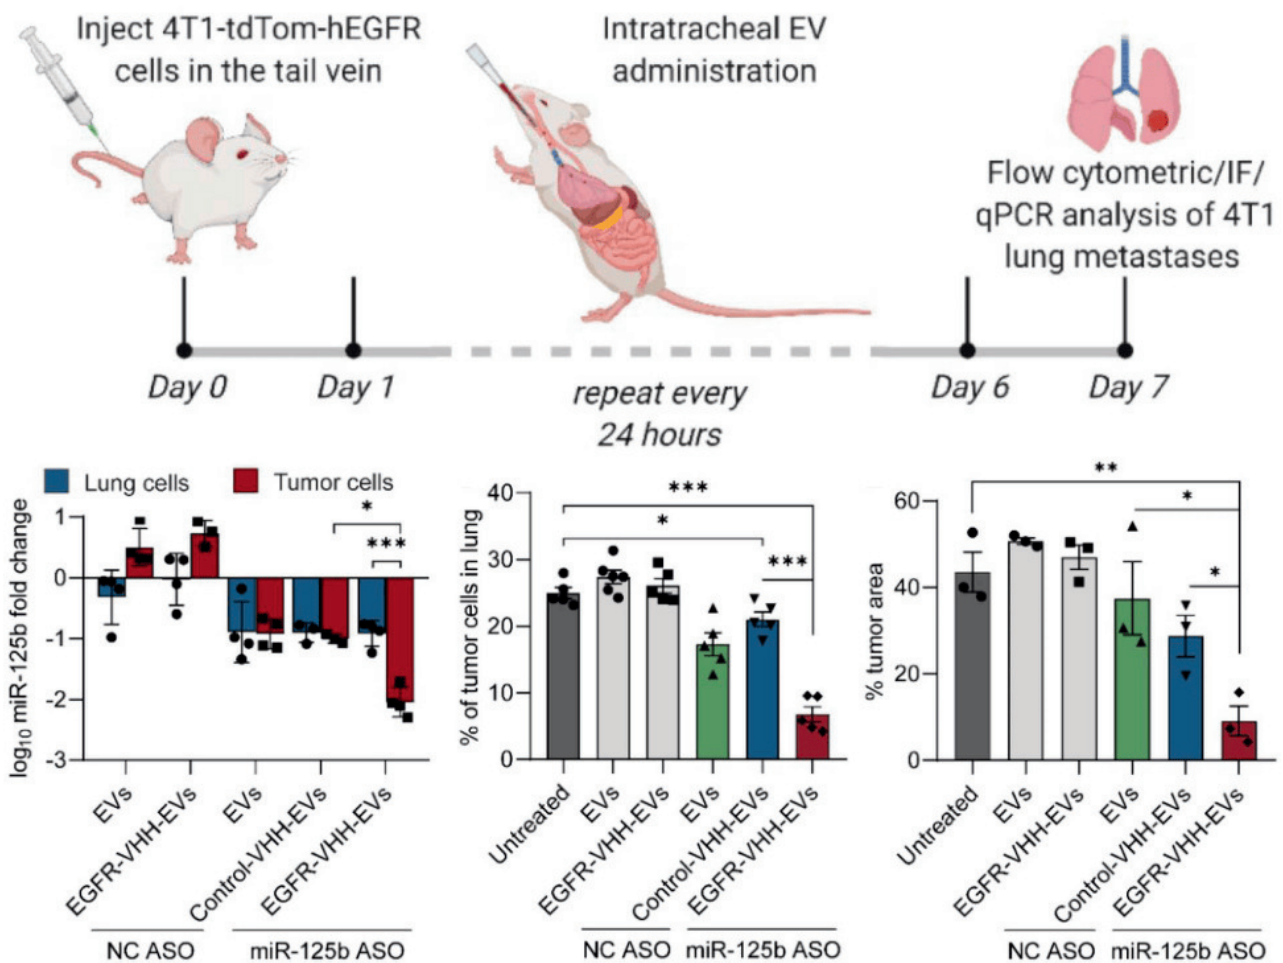 Inject 4T1-tdTom-hEGFR
cells in the tail vein
Intratracheal EV
administration
Flow cytometric/IF/
qPCR analysis of 4T1
lung metastases
Day 0
Day 1
repeat every
24 hours
Day 6
Day 7
Lung cells
Tumor cells
log₁₀ miR-125b fold change
1
0
-1
-2
-3
*
***
EVs
EGFR-VHH-EVs
EVs
Control-VHH-EVs
EGFR-VHH-EVs
NC ASO
miR-125b ASO
% of tumor cells in lung
40
30
20
10
0
***
*
***
Untreated
EVs
EGFR-VHH-EVs
EVs
Control-VHH-EVs
EGFR-VHH-EVs
NC ASO
miR-125b ASO
% tumor area
60
40
20
0
**
*
*
Untreated
EVs
EGFR-VHH-EVs
EVs
Control-VHH-EVs
EGFR-VHH-EVs
NC ASO
miR-125b ASO